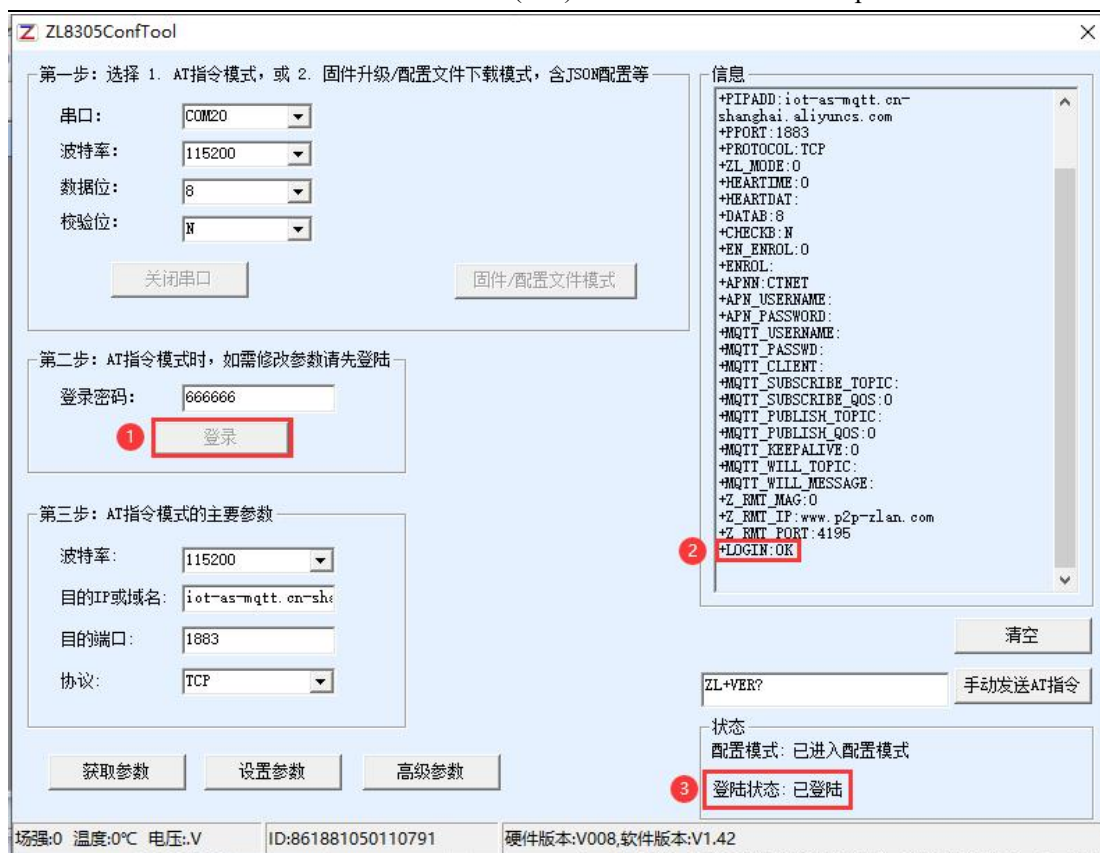 ZL8305ConfTool
第一步：选择 1. AT指令模式，或 2. 固件升级/配置文件下载模式，含JSON配置等
串口：
COM20
波特率：
115200
数据位：
8
校验位：
N
关闭串口
固件/配置文件模式
第二步：AT指令模式时，如需修改参数请先登陆
登录密码：
666666
1
登录
第三步：AT指令模式的主要参数
波特率：
115200
目的IP或域名：
iot-as-mqtt.cn-sha
目的端口：
1883
协议：
TCP
获取参数
设置参数
高级参数
信息
+PIPADD:iot-as-mqtt.cn-
shanghai.aliyuncs.com
+PPORT:1883
+PROTOCOL:TCP
+ZL_MODE:0
+HEARTIME:0
+HEARTDAT:
+DATAB:8
+CHECKB:N
+EN_ENROL:0
+ENROL:
+APNN:CTNET
+APN_USERNAME:
+APN_PASSWORD:
+MQTT_USERNAME:
+MQTT_PASSWD:
+MQTT_CLIENT:
+MQTT_SUBSCRIBE_TOPIC:
+MQTT_SUBSCRIBE_QOS:0
+MQTT_PUBLISH_TOPIC:
+MQTT_PUBLISH_QOS:0
+MQTT_KEEPALIVE:0
+MQTT_WILL_TOPIC:
+MQTT_WILL_MESSAGE:
+Z_RMT_MAG:0
+Z_RMT_IP:www.p2p-zlan.com
+Z_RMT_PORT:4195
2
+LOGIN:OK
清空
ZL+VER?
手动发送AT指令
状态
配置模式：已进入配置模式
3
登陆状态：已登陆
场强:0 温度:0℃ 电压:.V
ID:861881050110791
硬件版本:V008,软件版本:V1.42